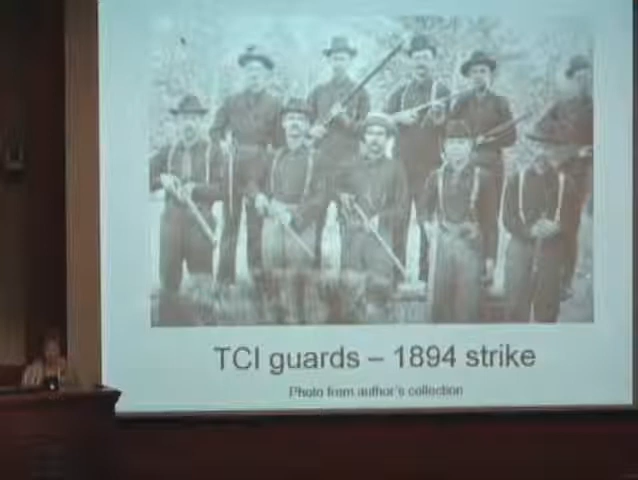 TCI guards – 1894 strike
Photo from author's collection